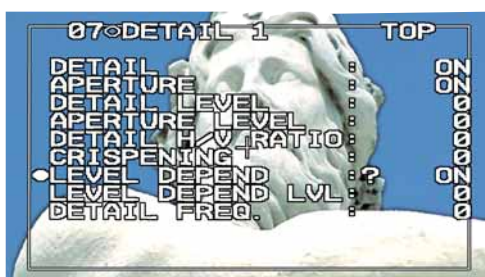 07⊙DETAIL 1 TOP
DETAIL : ON
APERTURE : ON
DETAIL LEVEL : 0
APERTURE LEVEL : 0
DETAIL H/V RATIO: 0
CRISPENING : 0
●LEVEL DEPEND :? ON
LEVEL DEPEND LVL: 0
DETAIL FREQ. : 0